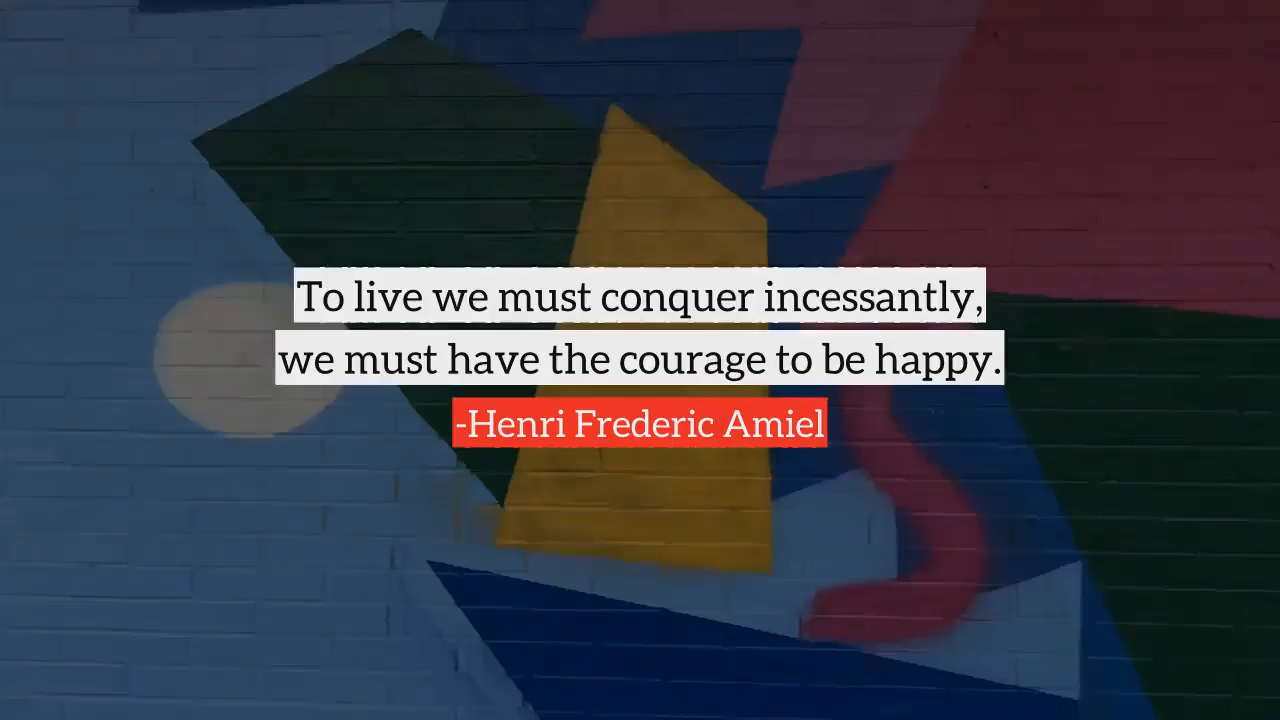 To live we must conquer incessantly,
we must have the courage to be happy.
-Henri Frederic Amiel